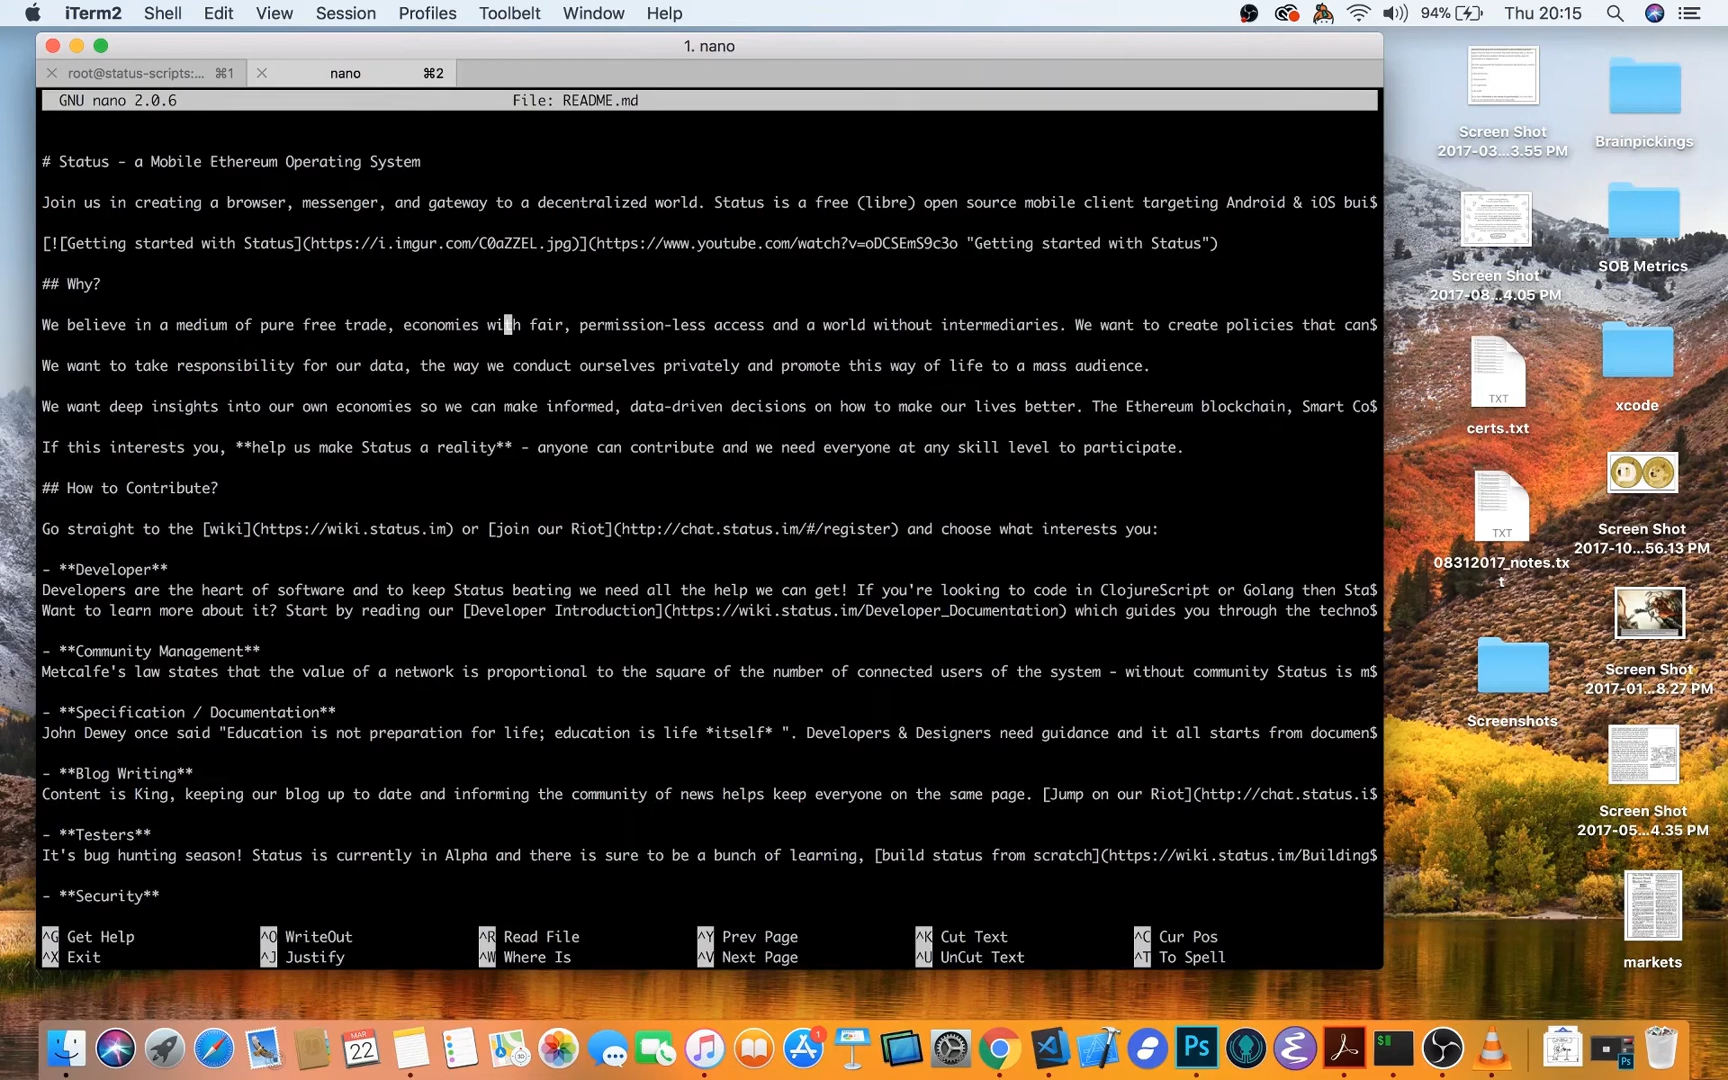 iTerm2 Shell Edit View Session Profiles Toolbelt Window Help 94% Thu 20:15
1. nano
root@status-scripts:... ⌘1 nano ⌘2
GNU nano 2.0.6 File: README.md
# Status - a Mobile Ethereum Operating System
Join us in creating a browser, messenger, and gateway to a decentralized world. Status is a free (libre) open source mobile client targeting Android & iOS bui$
[![Getting started with Status](https://i.imgur.com/C0aZZEL.jpg)](https://www.youtube.com/watch?v=oDCSEmS9c3o "Getting started with Status")
## Why?
We believe in a medium of pure free trade, economies with fair, permission-less access and a world without intermediaries. We want to create policies that can$
We want to take responsibility for our data, the way we conduct ourselves privately and promote this way of life to a mass audience.
We want deep insights into our own economies so we can make informed, data-driven decisions on how to make our lives better. The Ethereum blockchain, Smart Co$
If this interests you, **help us make Status a reality** - anyone can contribute and we need everyone at any skill level to participate.
## How to Contribute?
Go straight to the [wiki](https://wiki.status.im) or [join our Riot](http://chat.status.im/#/register) and choose what interests you:
- **Developer**
Developers are the heart of software and to keep Status beating we need all the help we can get! If you're looking to code in ClojureScript or Golang then Sta$
Want to learn more about it? Start by reading our [Developer Introduction](https://wiki.status.im/Developer_Documentation) which guides you through the techno$
- **Community Management**
Metcalfe's law states that the value of a network is proportional to the square of the number of connected users of the system - without community Status is m$
- **Specification / Documentation**
John Dewey once said "Education is not preparation for life; education is life *itself* ". Developers & Designers need guidance and it all starts from documen$
- **Blog Writing**
Content is King, keeping our blog up to date and informing the community of news helps keep everyone on the same page. [Jump on our Riot](http://chat.status.i$
- **Testers**
It's bug hunting season! Status is currently in Alpha and there is sure to be a bunch of learning, [build status from scratch](https://wiki.status.im/Building$
- **Security**
^G Get Help ^O WriteOut ^R Read File ^Y Prev Page ^K Cut Text ^C Cur Pos
^X Exit ^J Justify ^W Where Is ^V Next Page ^U UnCut Text ^T To Spell
Screen Shot
2017-03...3.55 PM
Brainpickings
Screen Shot
2017-08...4.05 PM
SOB Metrics
TXT
certs.txt
xcode
TXT
08312017_notes.tx
t
Screen Shot
2017-10...56.13 PM
Screenshots
Screen Shot
2017-01...8.27 PM
Screen Shot
2017-05...4.35 PM
markets
MAR
22
1
Ps
$
Ps